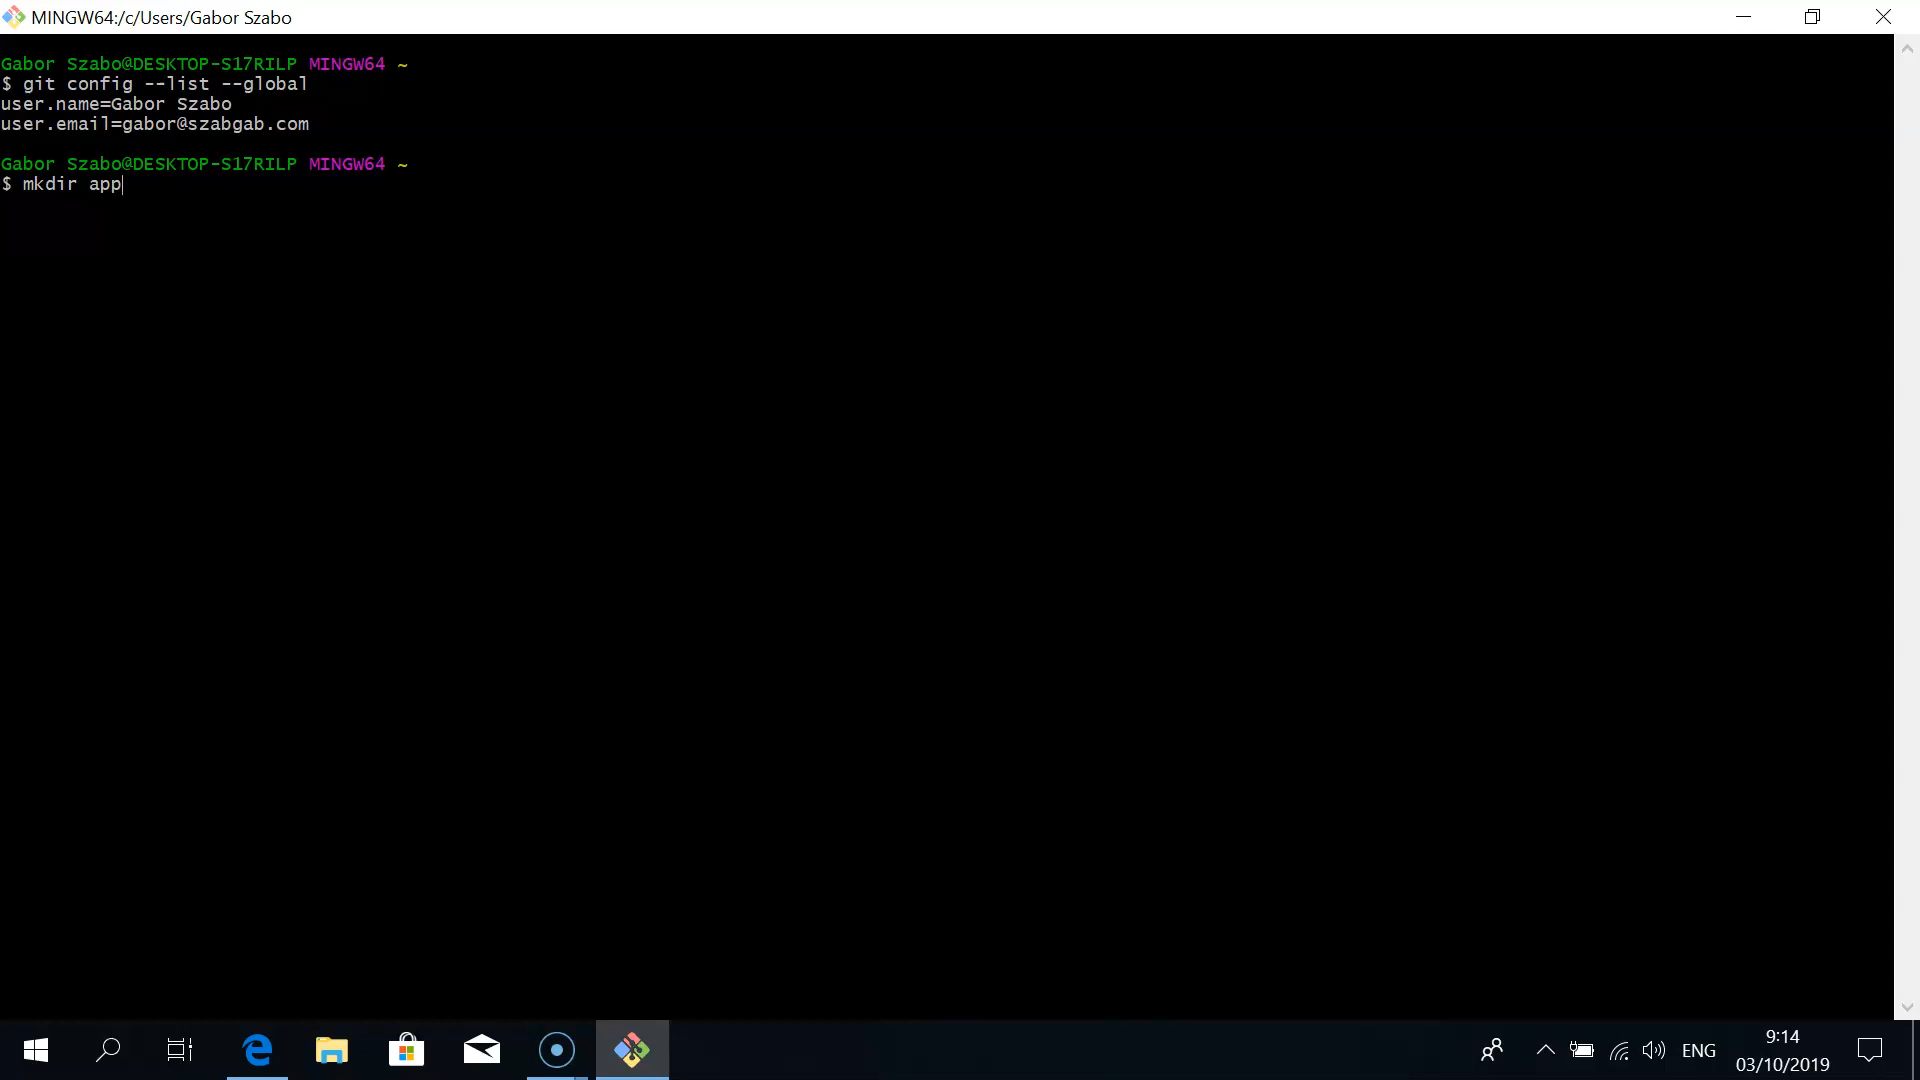 MINGW64:/c/Users/Gabor Szabo
Gabor Szabo@DESKTOP-S17RILP MINGW64 ~
$ git config --list --global
user.name=Gabor Szabo
user.email=gabor@szabgab.com
Gabor Szabo@DESKTOP-S17RILP MINGW64 ~
$ mkdir app
ENG
9:14
03/10/2019